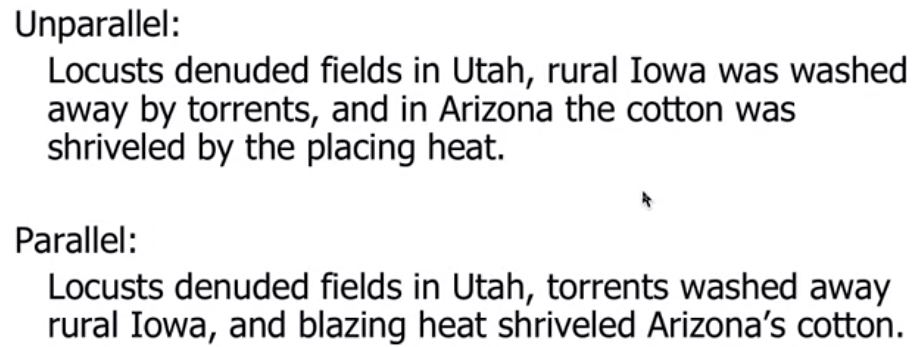 Unparallel:
Locusts denuded fields in Utah, rural Iowa was washed
away by torrents, and in Arizona the cotton was
shriveled by the placing heat.
Parallel:
Locusts denuded fields in Utah, torrents washed away
rural Iowa, and blazing heat shriveled Arizona’s cotton.